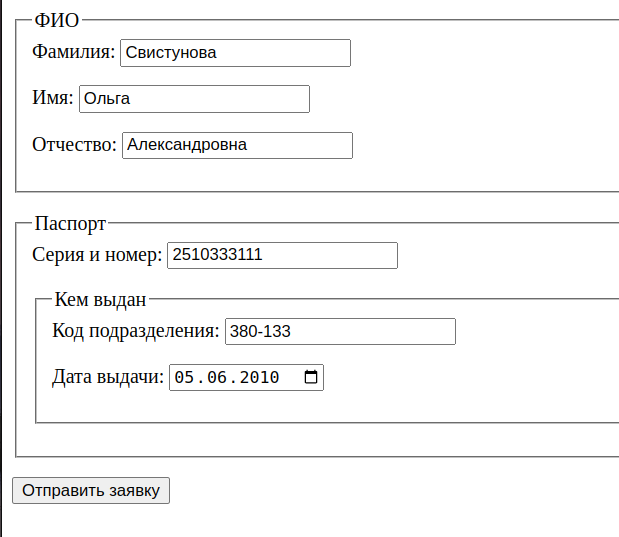 ФИО
Фамилия: Свистунова
Имя: Ольга
Отчество: Александровна
Паспорт
Серия и номер: 2510333111
Кем выдан
Код подразделения: 380-133
Дата выдачи: 05.06.2010
Отправить заявку